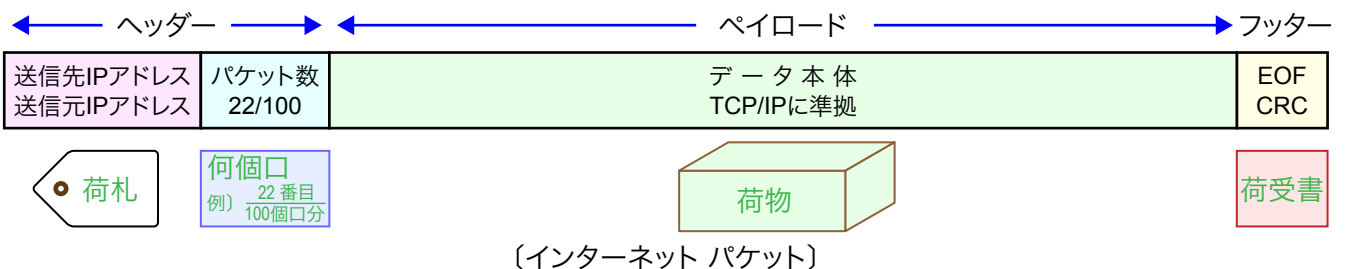 ヘッダー ペイロード フッター
送信先IPアドレス パケット数 データ本体 EOF
送信元IPアドレス 22/100 TCP/IPに準拠 CRC
荷札
何個口
例〕 22 番目
100個口分
荷物
荷受書
〔インターネット パケット〕